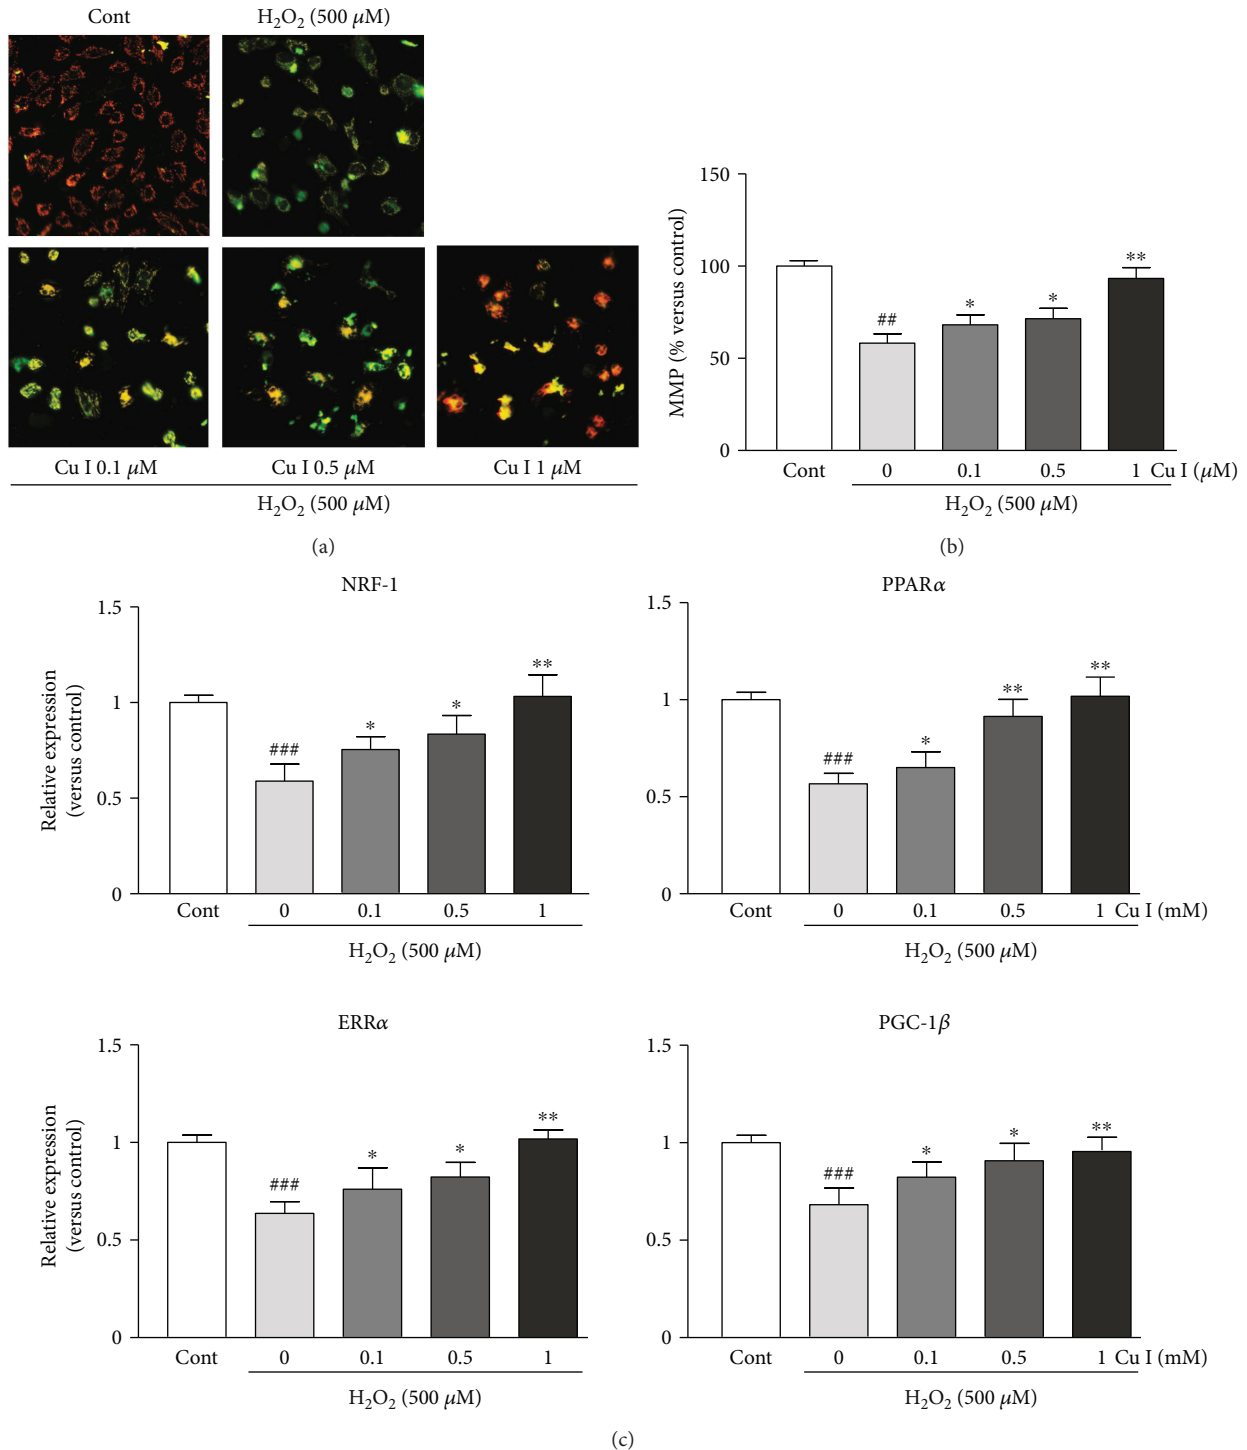 Cont H₂O₂ (500 μM)
Cu I 0.1 μM Cu I 0.5 μM Cu I 1 μM
H₂O₂ (500 μM)
(a)
150
100
50
0
MMP (% versus control)
##
*
*
**
Cont 0 0.1 0.5 1 Cu I (μM)
H₂O₂ (500 μM)
(b)
NRF-1
1.5
1
0.5
0
Relative expression
(versus control)
###
*
*
**
Cont 0 0.1 0.5 1
H₂O₂ (500 μM)
PPARα
1.5
1
0.5
0
###
*
**
**
Cont 0 0.1 0.5 1 Cu I (mM)
H₂O₂ (500 μM)
ERRα
1.5
1
0.5
0
Relative expression
(versus control)
###
*
*
**
Cont 0 0.1 0.5 1
H₂O₂ (500 μM)
PGC-1β
1.5
1
0.5
0
###
*
*
**
Cont 0 0.1 0.5 1 Cu I (mM)
H₂O₂ (500 μM)
(c)